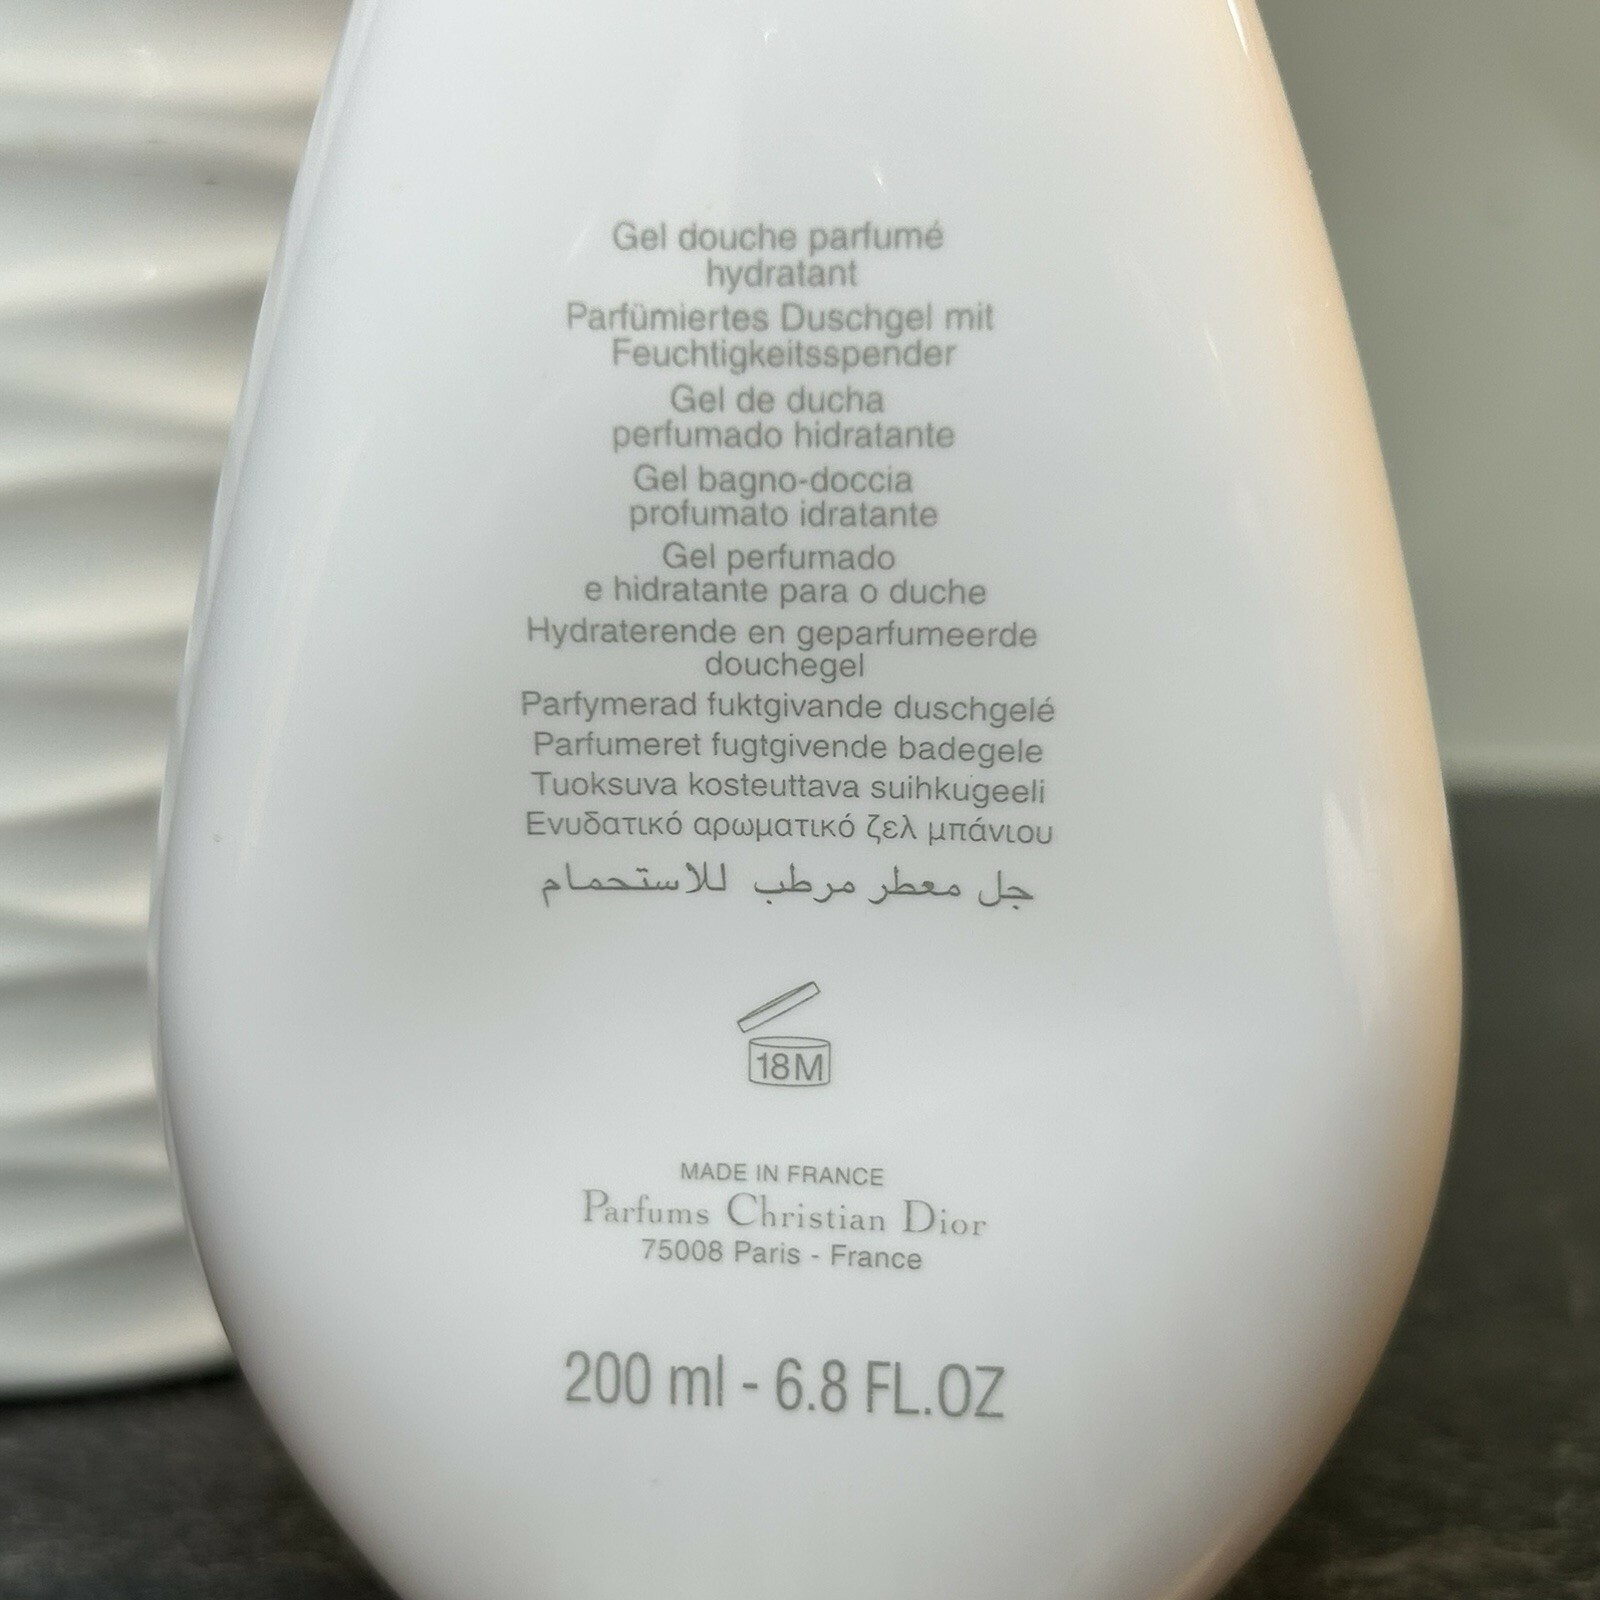 Gel douche parfumé
hydratant
Parfümiertes Duschgel mit
Feuchtigkeitsspender
Gel de ducha
perfumado hidratante
Gel bagno-doccia
profumato idratante
Gel perfumado
e hidratante para o duche
Hydraterende en geparfumeerde
douchegel
Parfymerad fuktgivande duschgelé
Parfumeret fugtgivende badegele
Tuoksuva kosteuttava suihkugeeli
Ενυδατικό αρωματικό ζελ μπάνιου
جل معطر مرطب للاستحمام
18M
MADE IN FRANCE
Parfums Christian Dior
75008 Paris - France
200 ml - 6.8 FL.OZ